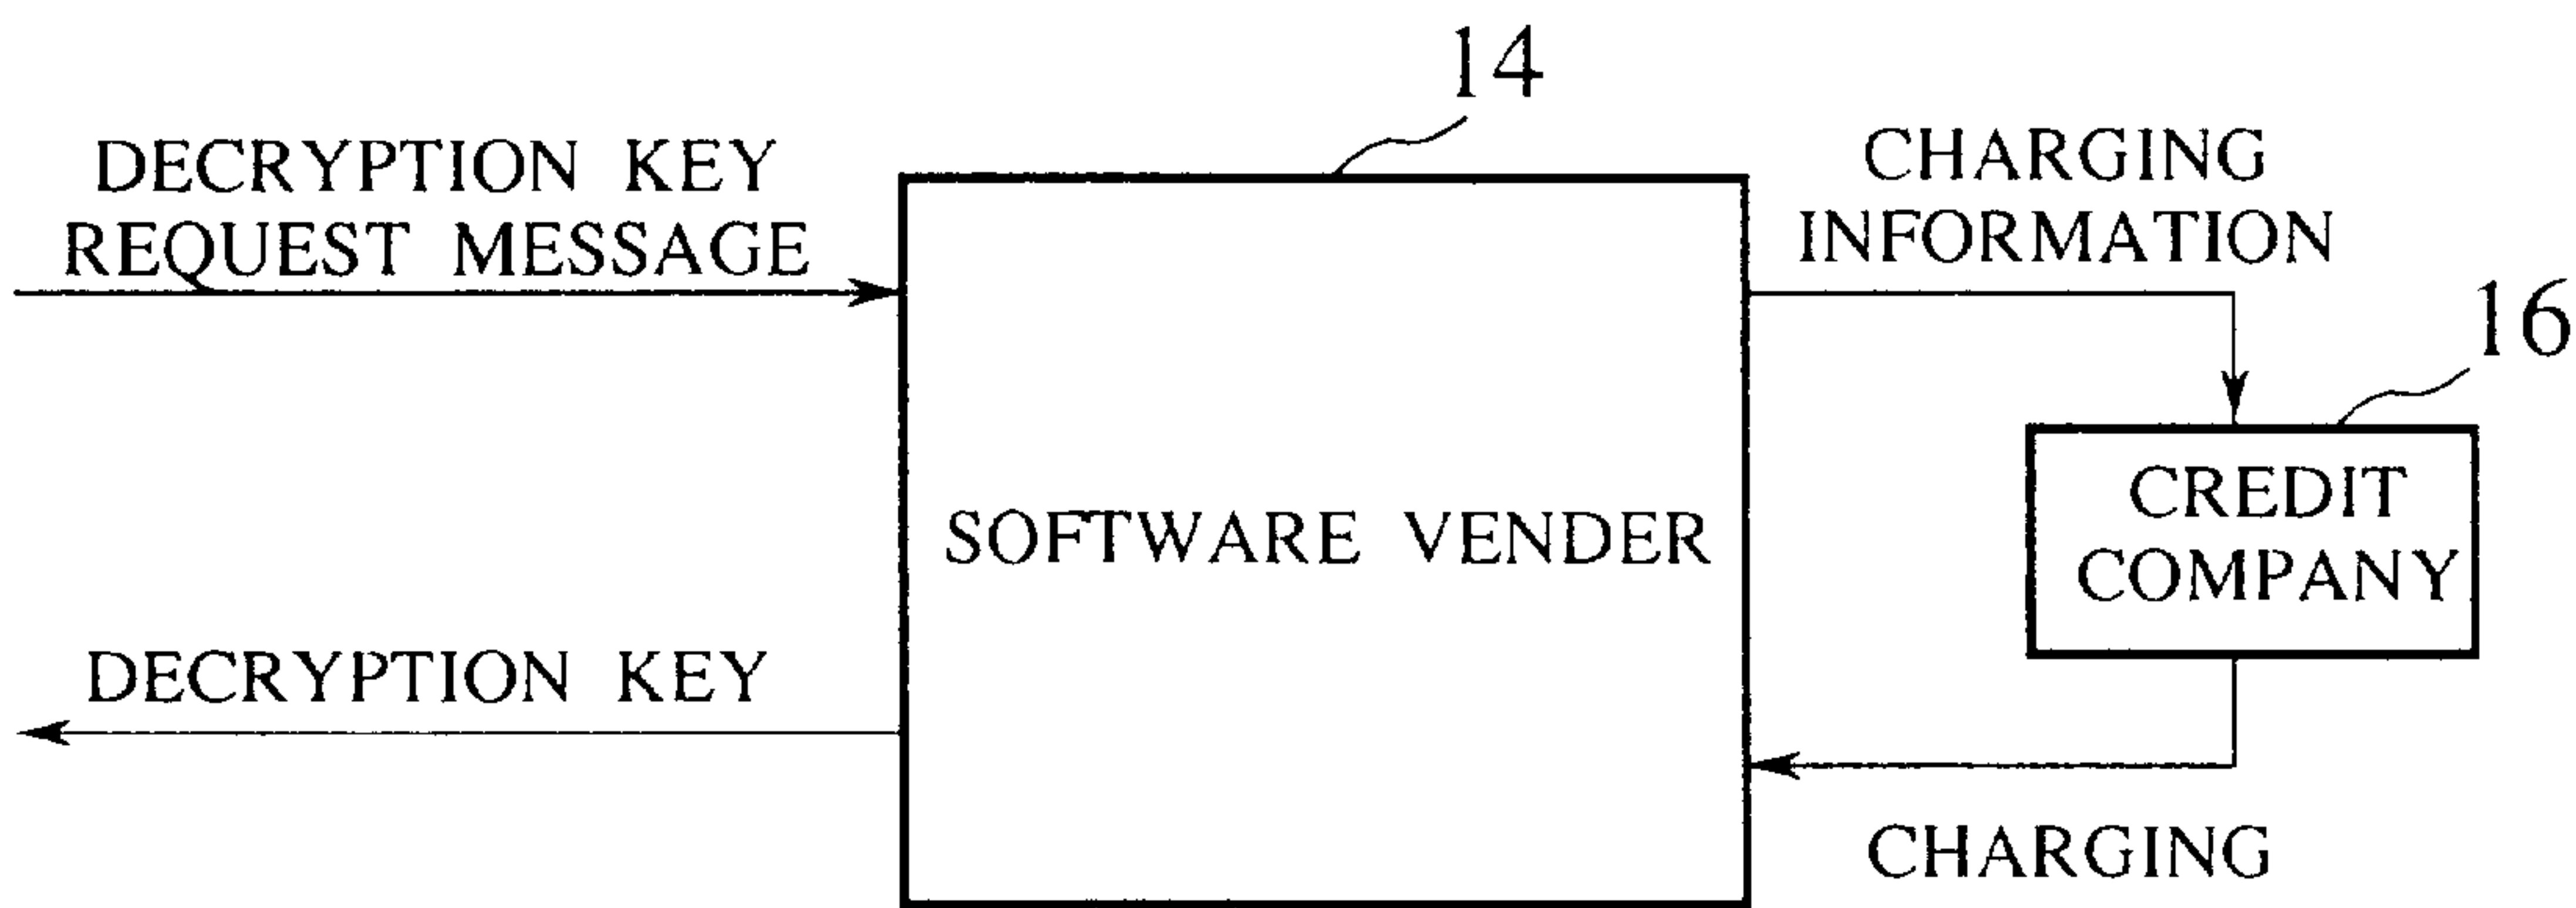 14
DECRYPTION KEY
REQUEST MESSAGE
CHARGING
INFORMATION
16
CREDIT
COMPANY
SOFTWARE VENDER
DECRYPTION KEY
CHARGING